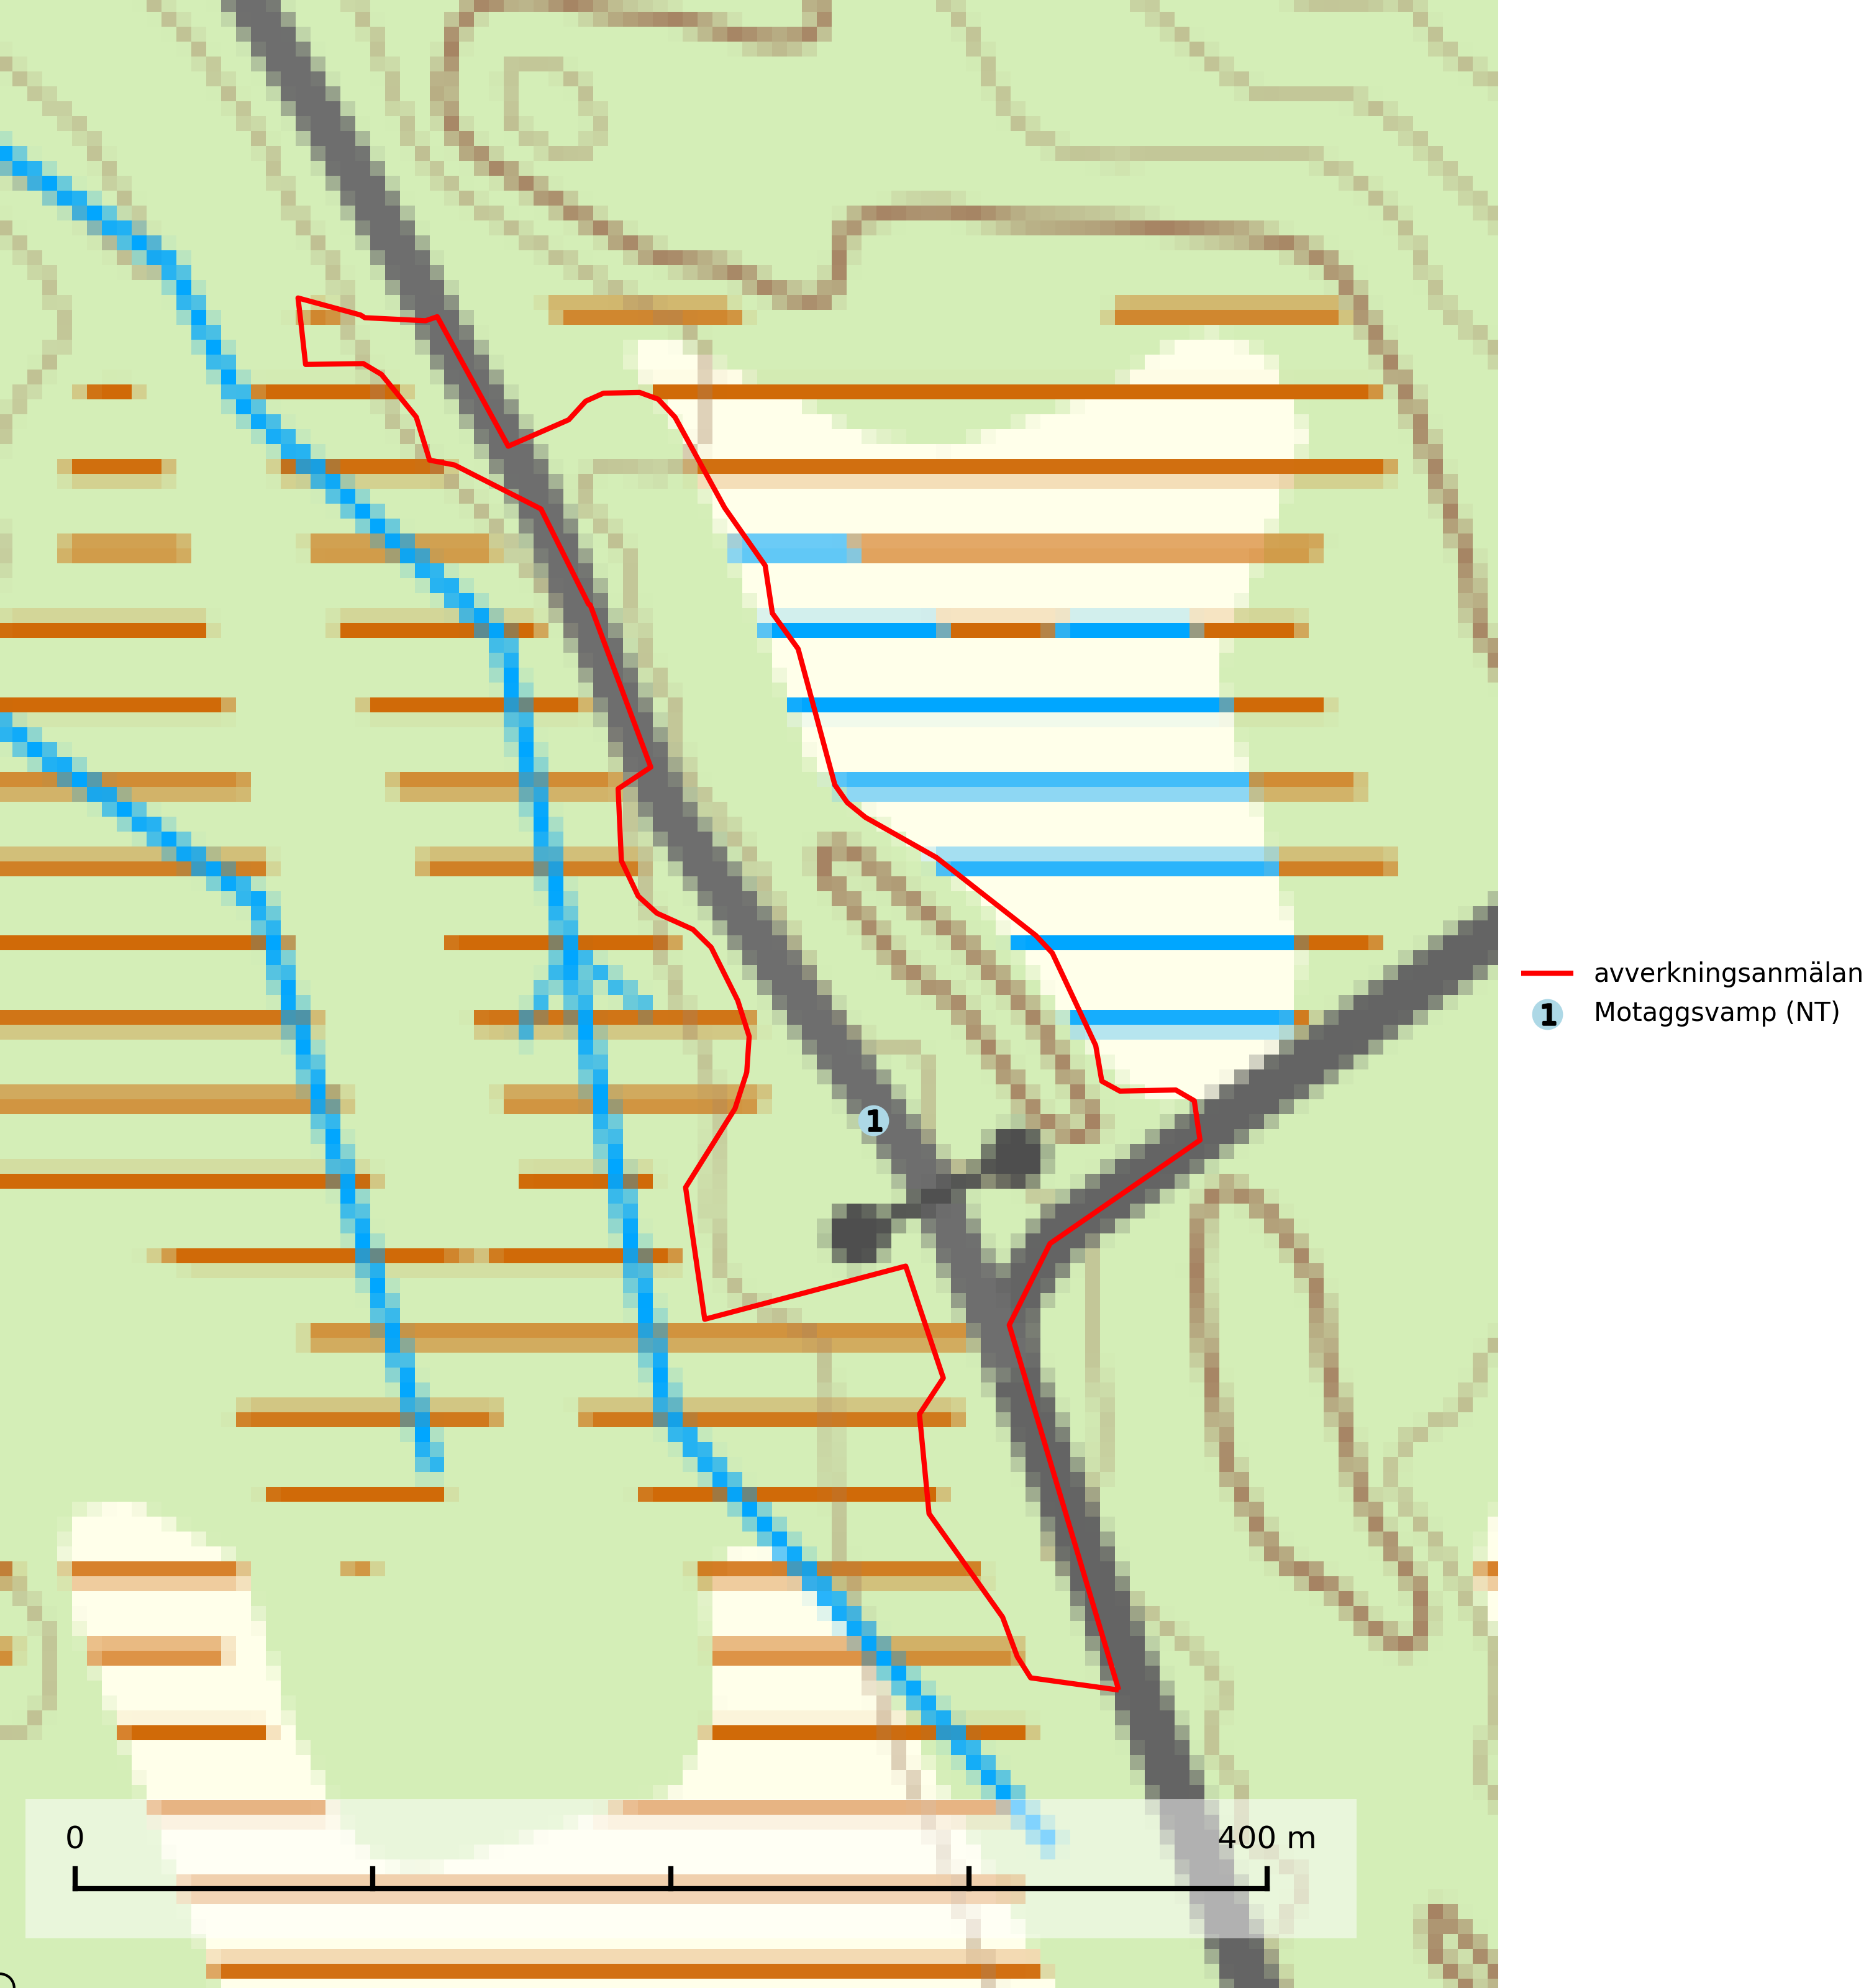 1
avverkningsanmälan
1 Motaggsvamp (NT)
0 400 m